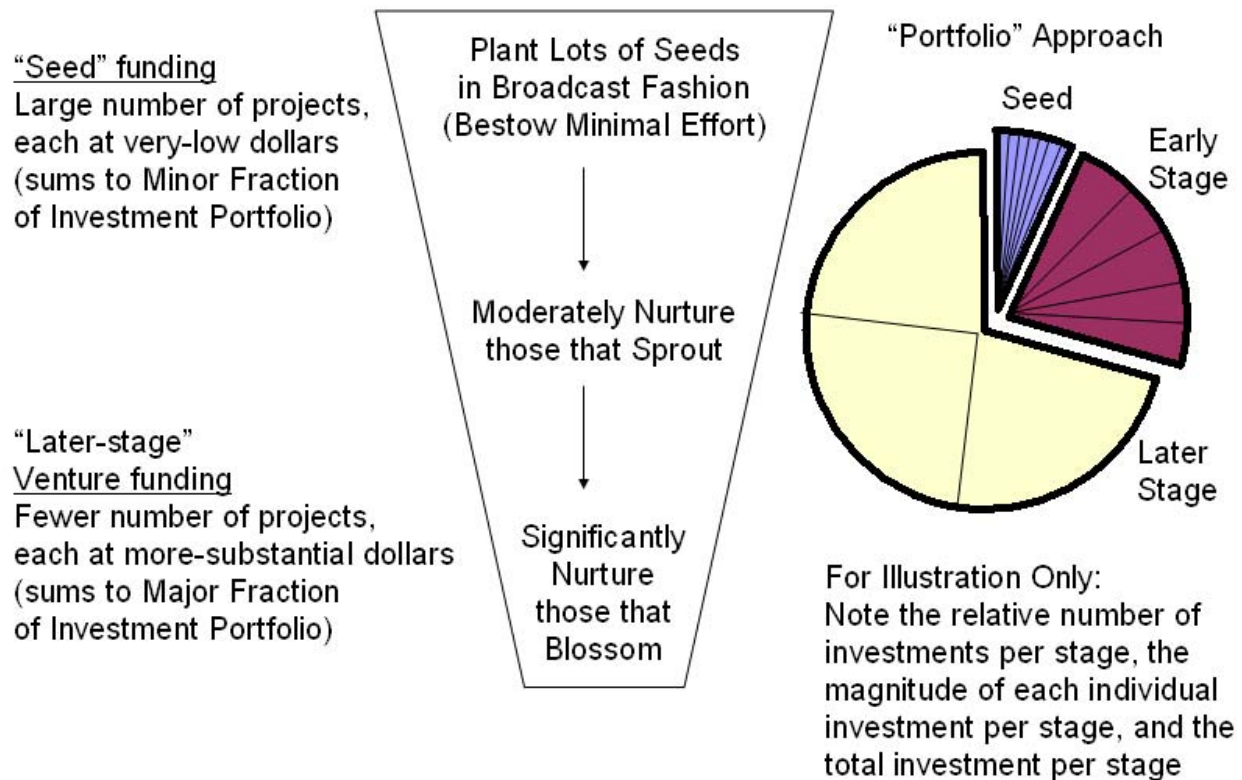 “Seed” funding
Large number of projects,
each at very-low dollars
(sums to Minor Fraction
of Investment Portfolio)
“Later-stage”
Venture funding
Fewer number of projects,
each at more-substantial dollars
(sums to Major Fraction
of Investment Portfolio)
Plant Lots of Seeds
in Broadcast Fashion
(Bestow Minimal Effort)
Moderately Nurture
those that Sprout
Significantly
Nurture
those that
Blossom
“Portfolio” Approach
Seed
Early
Stage
Later
Stage
For Illustration Only:
Note the relative number of
investments per stage, the
magnitude of each individual
investment per stage, and the
total investment per stage